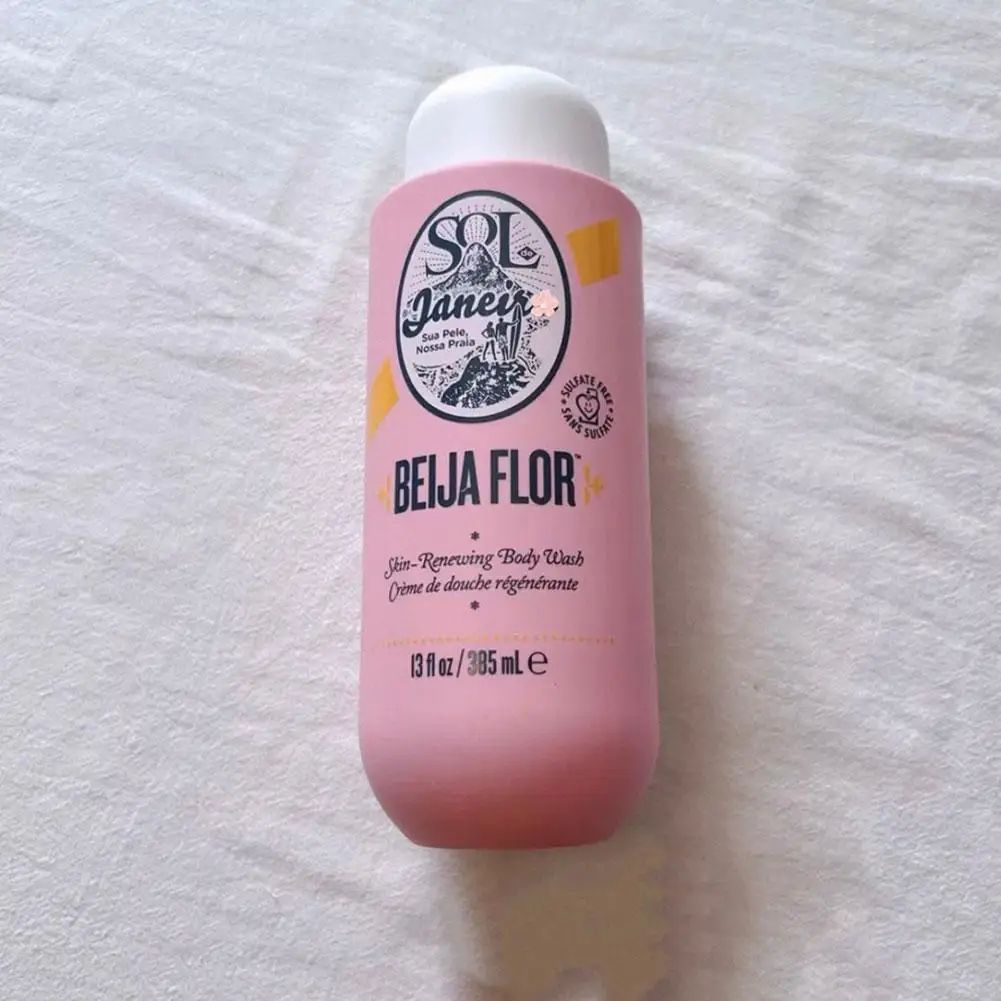 SOL
de
Janeiro
Sua Pele,
Nossa Praia
SULFATE FREE
SANS SULFATE
BEIJA FLOR™
Skin-Renewing Body Wash
Crème de douche régénérante
13 fl oz / 385 mL e